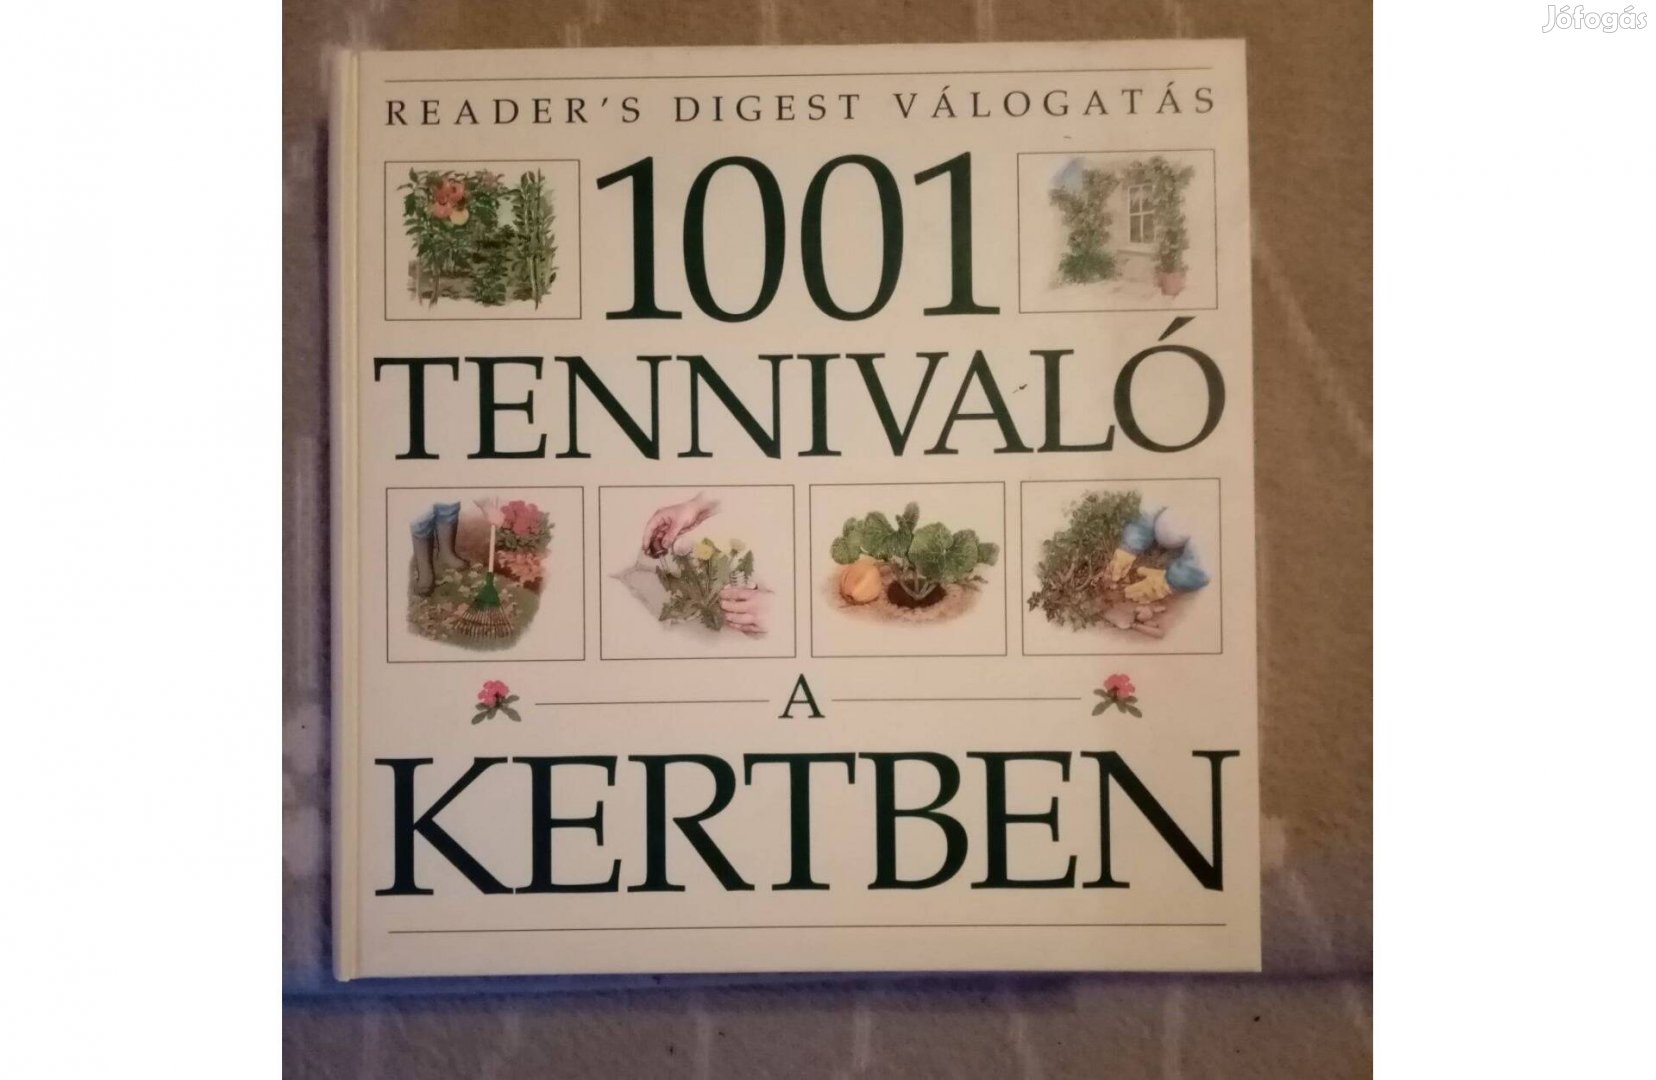 Jófogás
READER'S DIGEST VÁLOGATÁS
1001
TENNIVALÓ
A
KERTBEN